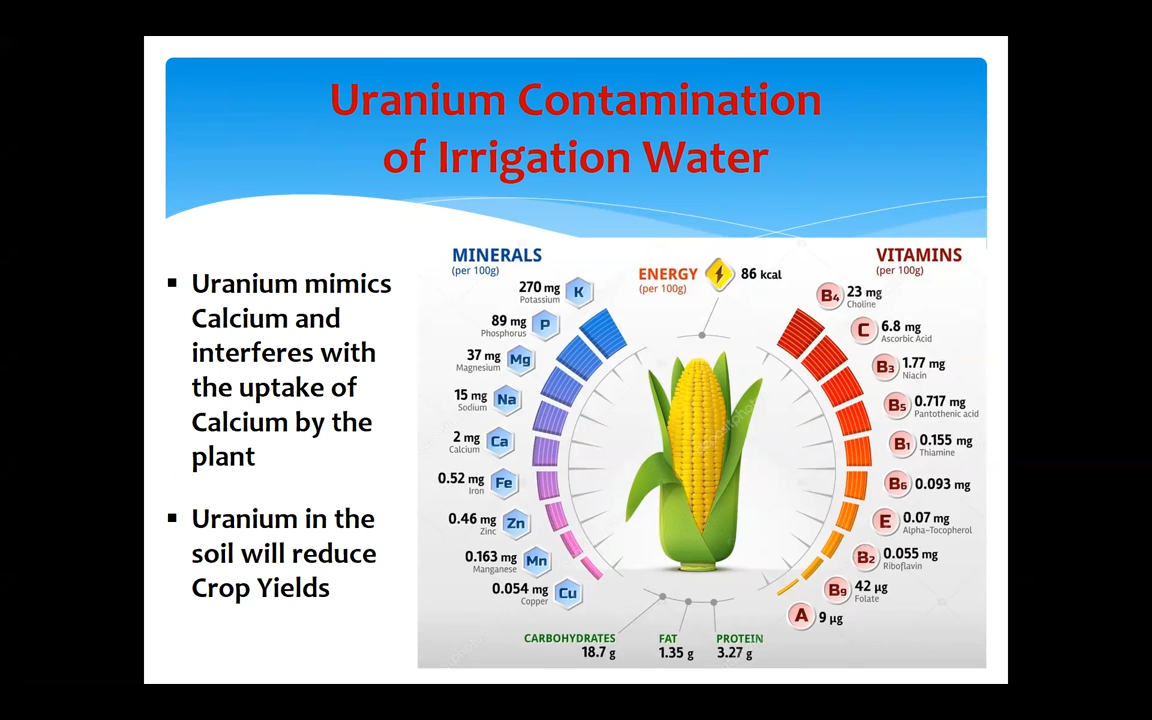 Uranium Contamination
of Irrigation Water
▪ Uranium mimics
Calcium and
interferes with
the uptake of
Calcium by the
plant
▪ Uranium in the
soil will reduce
Crop Yields
MINERALS
(per 100g)
270 mg K
Potassium
89 mg P
Phosphorus
37 mg Mg
Magnesium
15 mg Na
Sodium
2 mg Ca
Calcium
0.52 mg Fe
Iron
0.46 mg Zn
Zinc
0.163 mg Mn
Manganese
0.054 mg Cu
Copper
ENERGY 86 kcal
(per 100g)
VITAMINS
(per 100g)
B4 23 mg
Choline
C 6.8 mg
Ascorbic Acid
B3 1.77 mg
Niacin
B5 0.717 mg
Pantothenic acid
B1 0.155 mg
Thiamine
B6 0.093 mg
E 0.07 mg
Alpha-Tocopherol
B2 0.055 mg
Riboflavin
B9 42 µg
Folate
A 9 µg
CARBOHYDRATES
18.7 g
FAT
1.35 g
PROTEIN
3.27 g